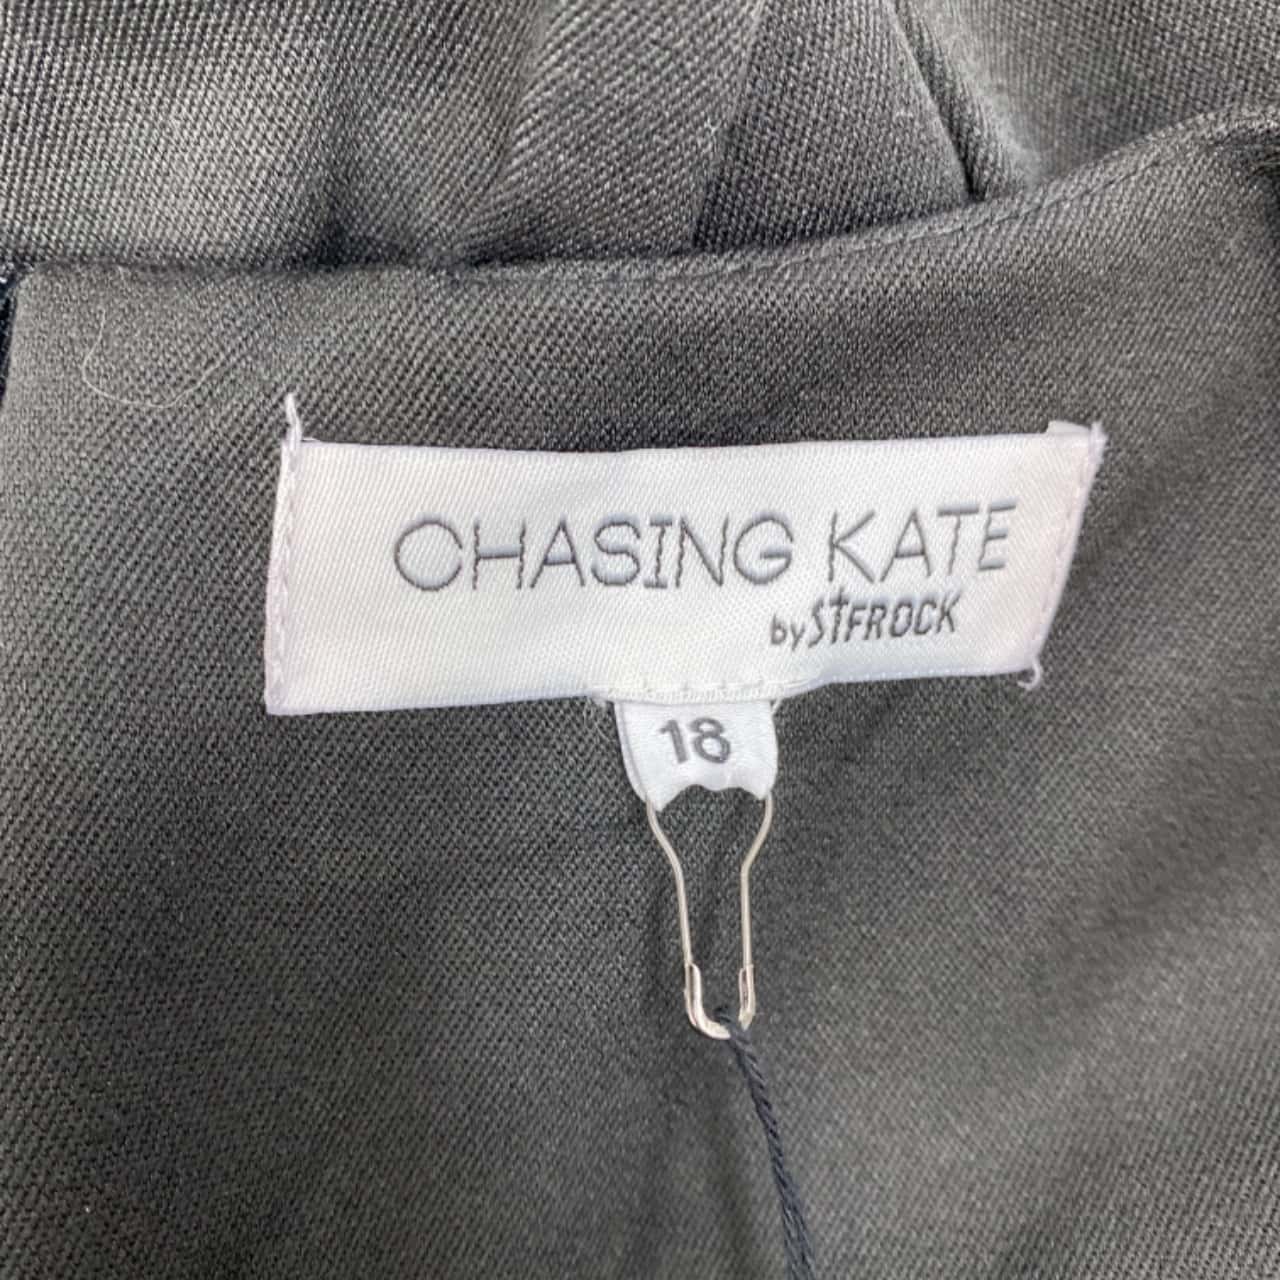 CHASING KATE
by STFROCK
18